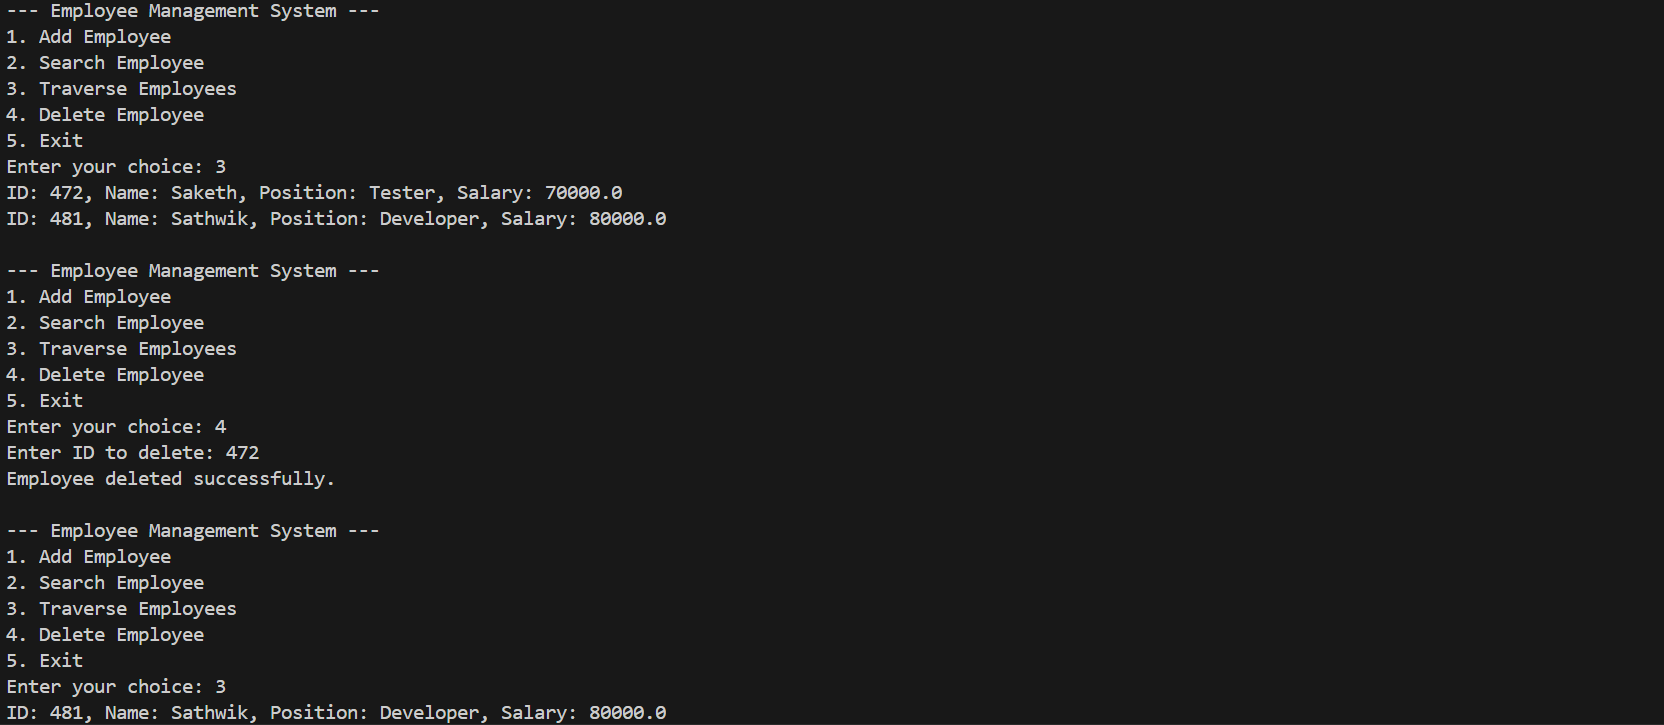 --- Employee Management System ---
1. Add Employee
2. Search Employee
3. Traverse Employees
4. Delete Employee
5. Exit
Enter your choice: 3
ID: 472, Name: Saketh, Position: Tester, Salary: 70000.0
ID: 481, Name: Sathwik, Position: Developer, Salary: 80000.0

--- Employee Management System ---
1. Add Employee
2. Search Employee
3. Traverse Employees
4. Delete Employee
5. Exit
Enter your choice: 4
Enter ID to delete: 472
Employee deleted successfully.

--- Employee Management System ---
1. Add Employee
2. Search Employee
3. Traverse Employees
4. Delete Employee
5. Exit
Enter your choice: 3
ID: 481, Name: Sathwik, Position: Developer, Salary: 80000.0